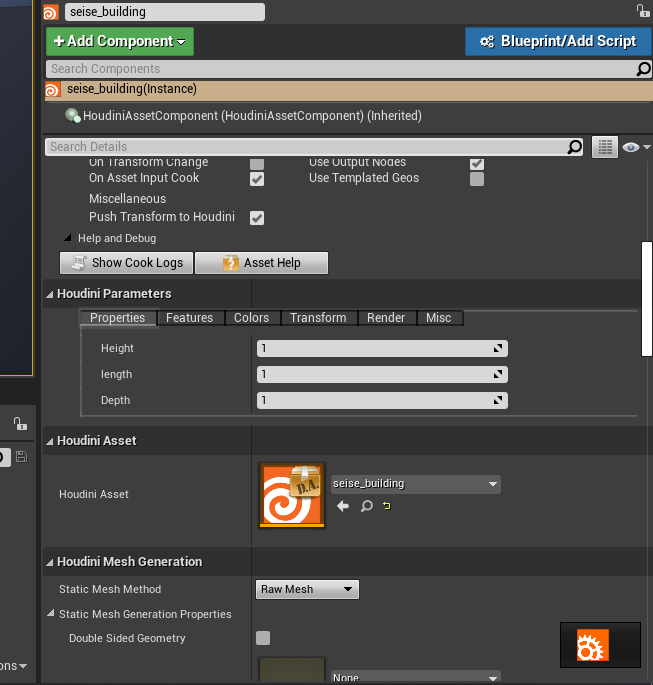 seise_building
+Add Component
Blueprint/Add Script
Search Components
seise_building(Instance)
HoudiniAssetComponent (HoudiniAssetComponent) (Inherited)
Search Details
On Transform Change Use Output Nodes
On Asset Input Cook Use Templated Geos
Miscellaneous
Push Transform to Houdini
Help and Debug
Show Cook Logs Asset Help
Houdini Parameters
Properties Features Colors Transform Render Misc
Height 1
length 1
Depth 1
Houdini Asset
D.A.
seise_building
Houdini Asset
Houdini Mesh Generation
Static Mesh Method Raw Mesh
Static Mesh Generation Properties
Double Sided Geometry
ons
None